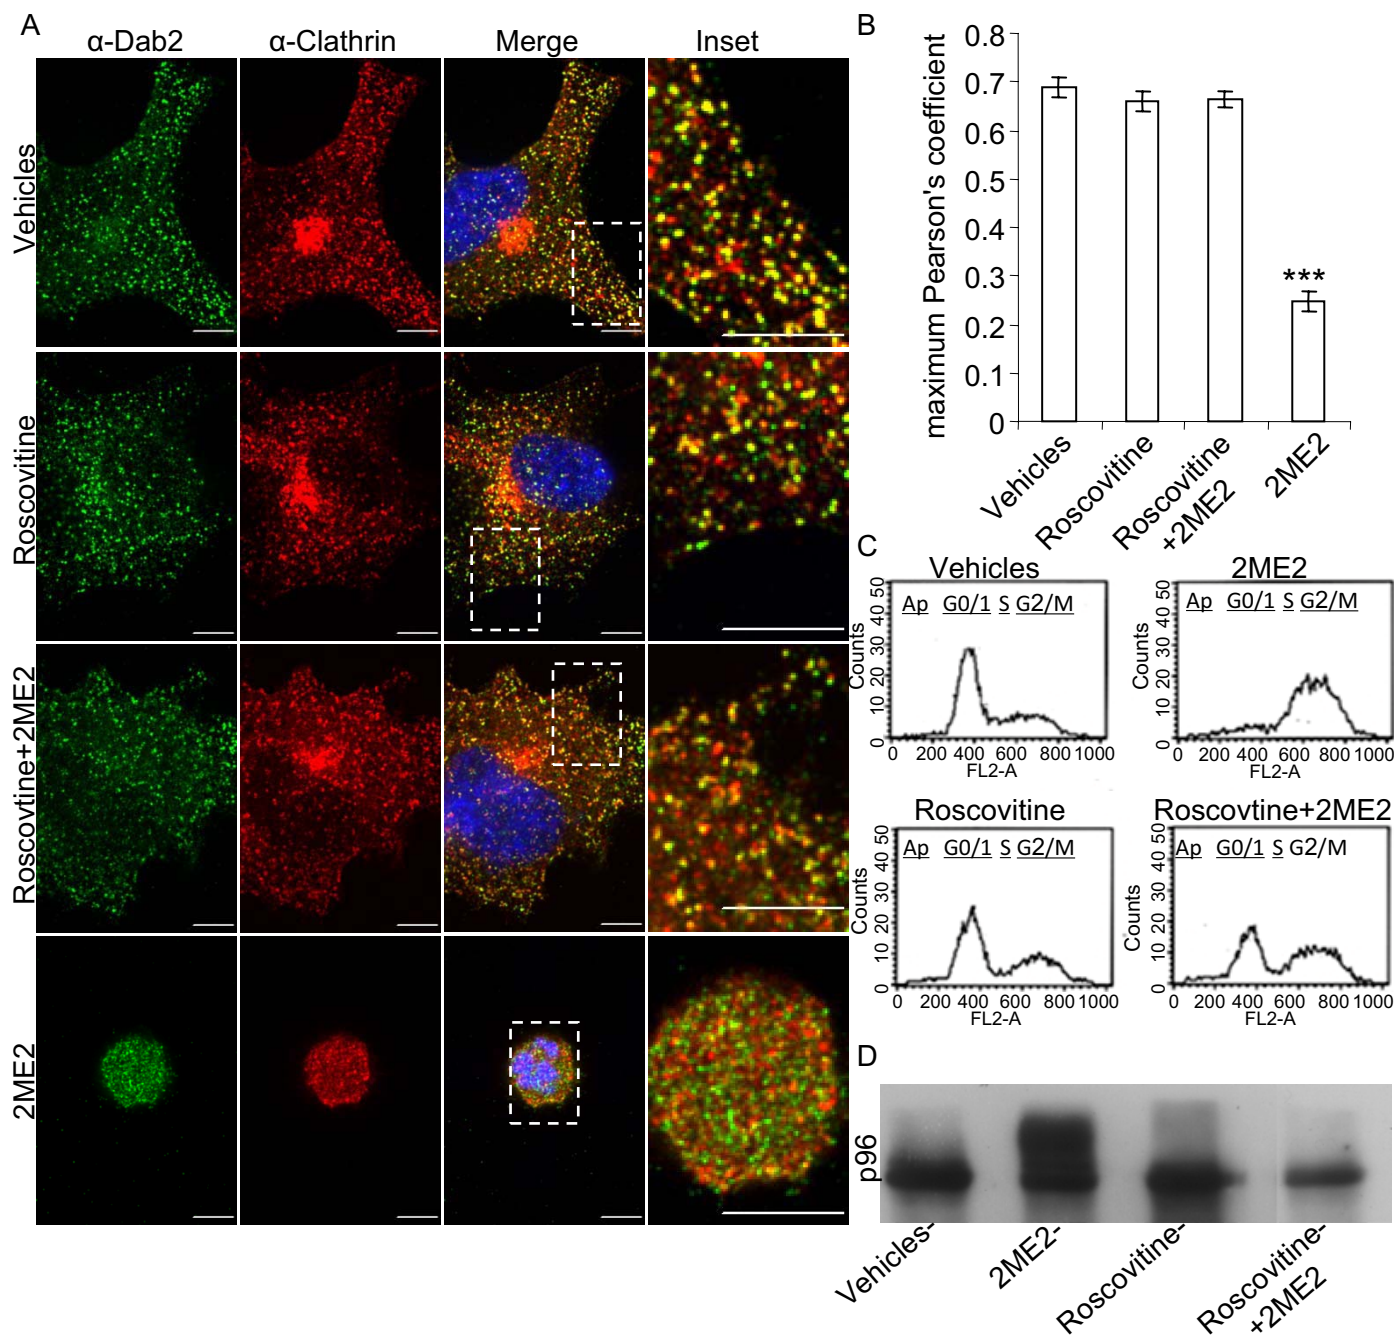 A
α-Dab2 α-Clathrin Merge Inset
Vehicles
Roscovitine
Roscovtine+2ME2
2ME2
B
maximum Pearson's coefficient
0.8
0.7
0.6
0.5
0.4
0.3
0.2
0.1
0
***
Vehicles
Roscovitine
Roscovitine
+2ME2
2ME2
C
Vehicles
Counts
50
40
30
20
10
0
Ap G0/1 S G2/M
0 200 400 600 800 1000
FL2-A
2ME2
Counts
50
40
30
20
10
0
Ap G0/1 S G2/M
0 200 400 600 800 1000
FL2-A
Roscovitine
Counts
50
40
30
20
10
0
Ap G0/1 S G2/M
0 200 400 600 800 1000
FL2-A
Roscovtine+2ME2
Counts
50
40
30
20
10
0
Ap G0/1 S G2/M
0 200 400 600 800 1000
FL2-A
D
p96
Vehicles-
2ME2-
Roscovitine-
Roscovitine-
+2ME2